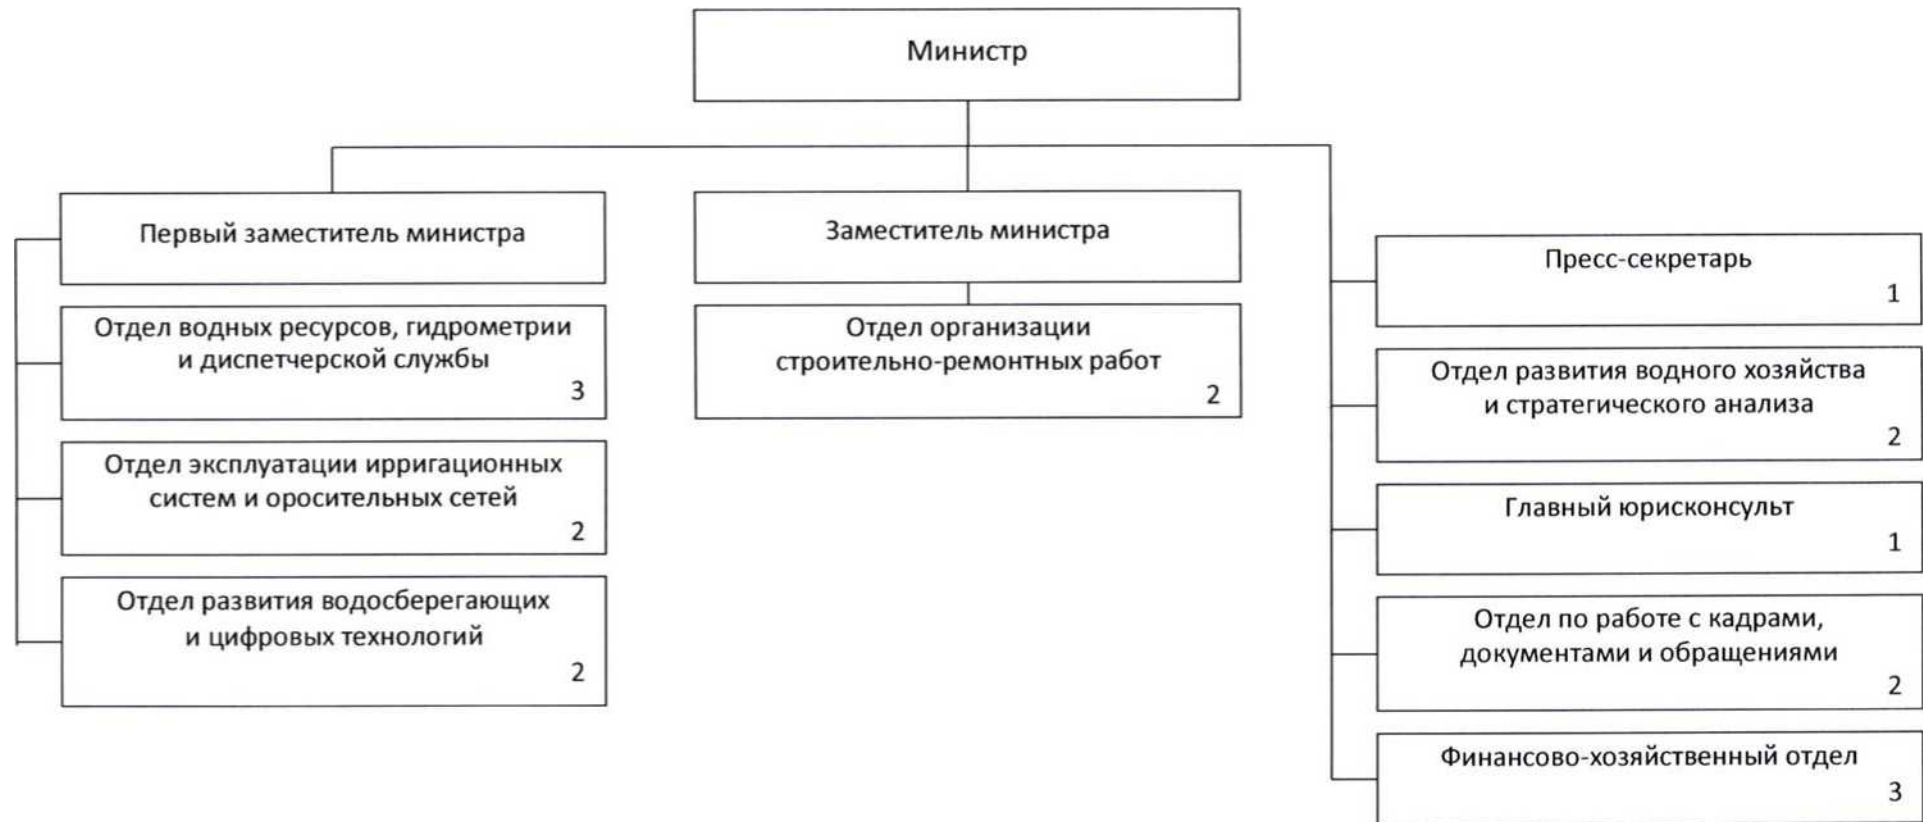 Министр
Первый заместитель министра
Отдел водных ресурсов, гидрометрии
и диспетчерской службы
3
Отдел эксплуатации ирригационных
систем и оросительных сетей
2
Отдел развития водосберегающих
и цифровых технологий
2
Заместитель министра
Отдел организации
строительно-ремонтных работ
2
Пресс-секретарь
1
Отдел развития водного хозяйства
и стратегического анализа
2
Главный юрисконсульт
1
Отдел по работе с кадрами,
документами и обращениями
2
Финансово-хозяйственный отдел
3